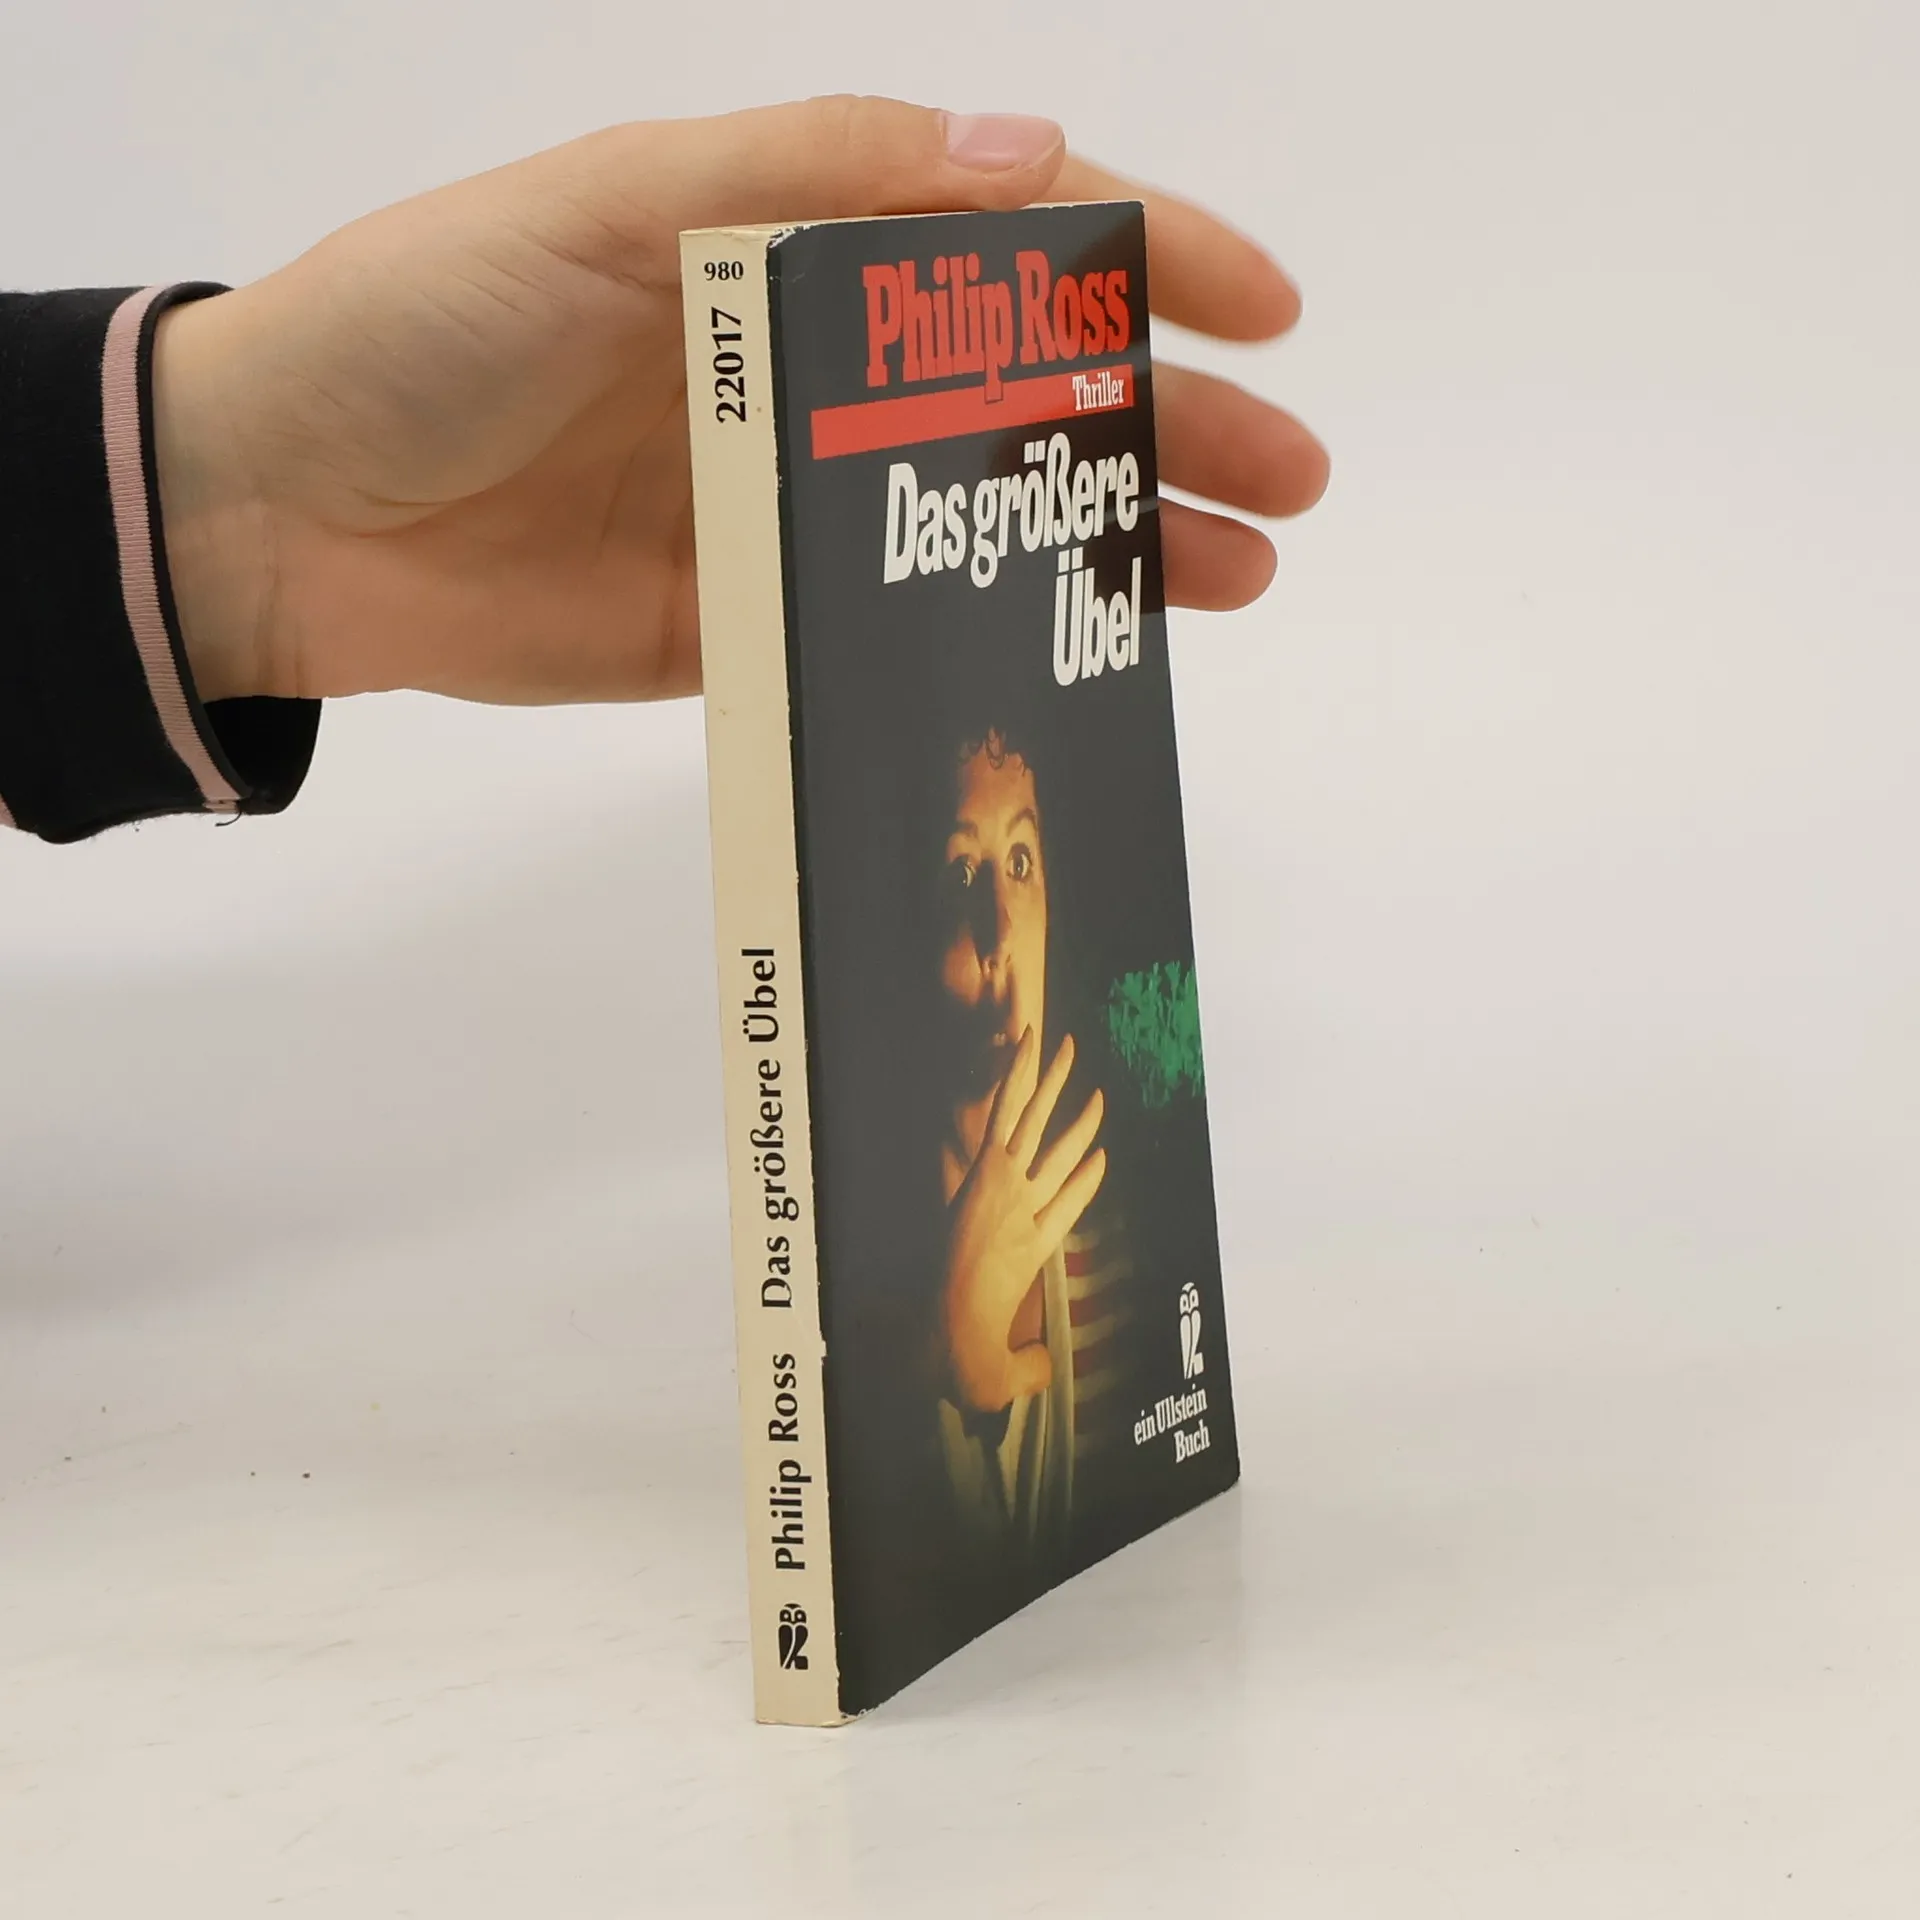 980
22017
Philip Ross Das größere Übel
Philip Ross
Thriller
Das größere
Übel
ein Ullstein
Buch